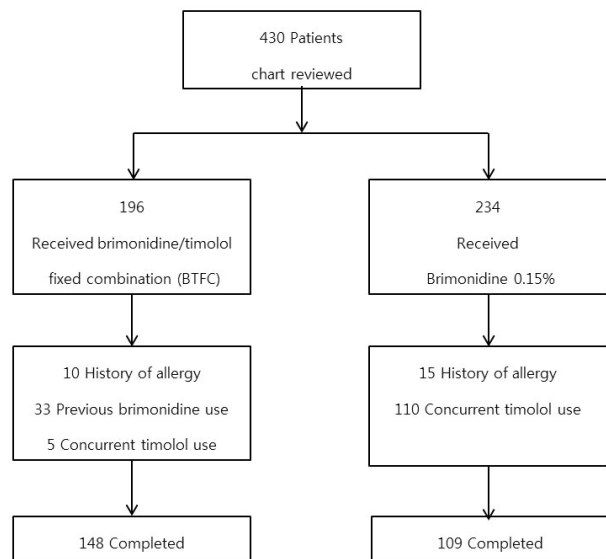 430 Patients
chart reviewed
196
Received brimonidine/timolol
fixed combination (BTFC)
234
Received
Brimonidine 0.15%
10 History of allergy
33 Previous brimonidine use
5 Concurrent timolol use
15 History of allergy
110 Concurrent timolol use
148 Completed
109 Completed